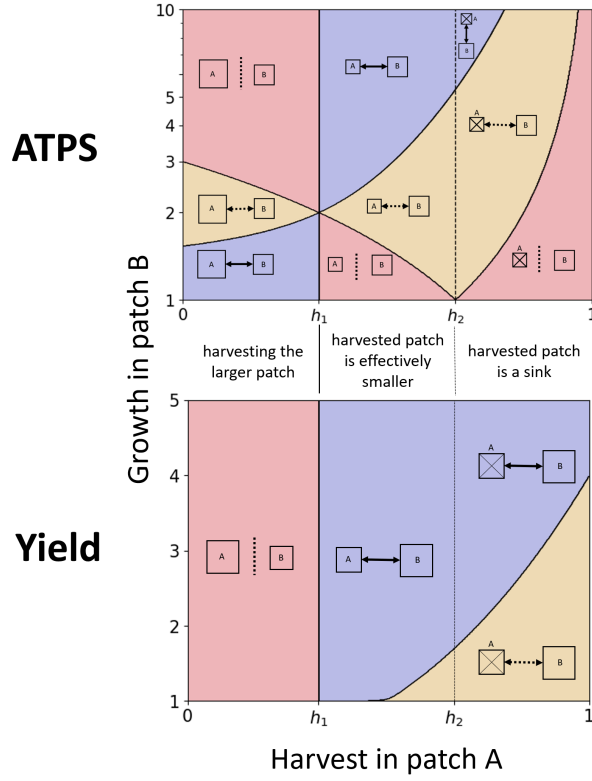 ATPS
Growth in patch B
10
5
4
3
2
1
A B
A B
A B
A B
A B
A B
A
B
A
B
A
B
0
h1
h2
1
harvesting the
larger patch
harvested patch
is effectively
smaller
harvested patch
is a sink
Yield
5
4
3
2
1
A B
A B
A
B
A
B
0
h1
h2
1
Harvest in patch A